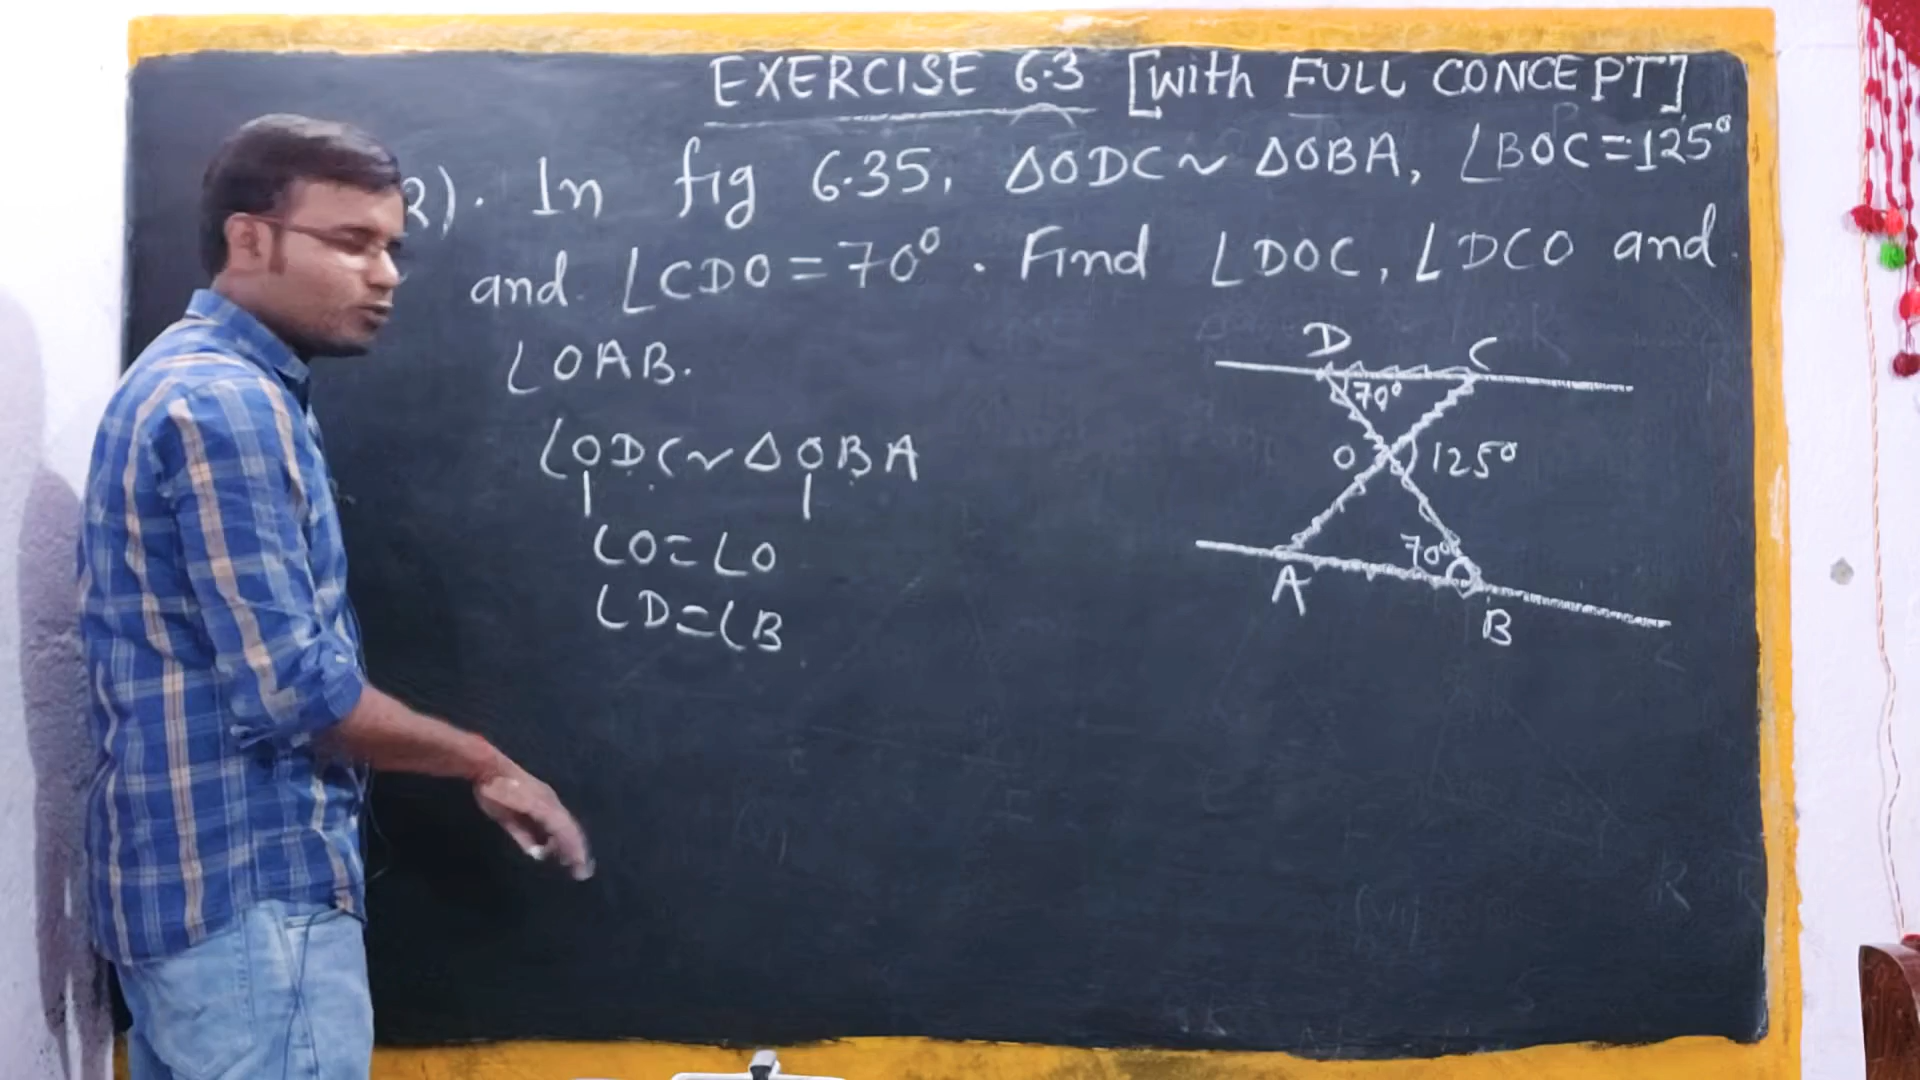 EXERCISE 6.3 [With FULL CONCEPT]
2). In fig 6.35, ΔODC ~ ΔOBA, ∠BOC = 125°
and ∠CDO = 70°. Find ∠DOC, ∠DCO and
∠OAB.
D C
70°
∠ODC ~ ΔOBA
O 125°
∠O = ∠O
70°
A
∠D = ∠B
B